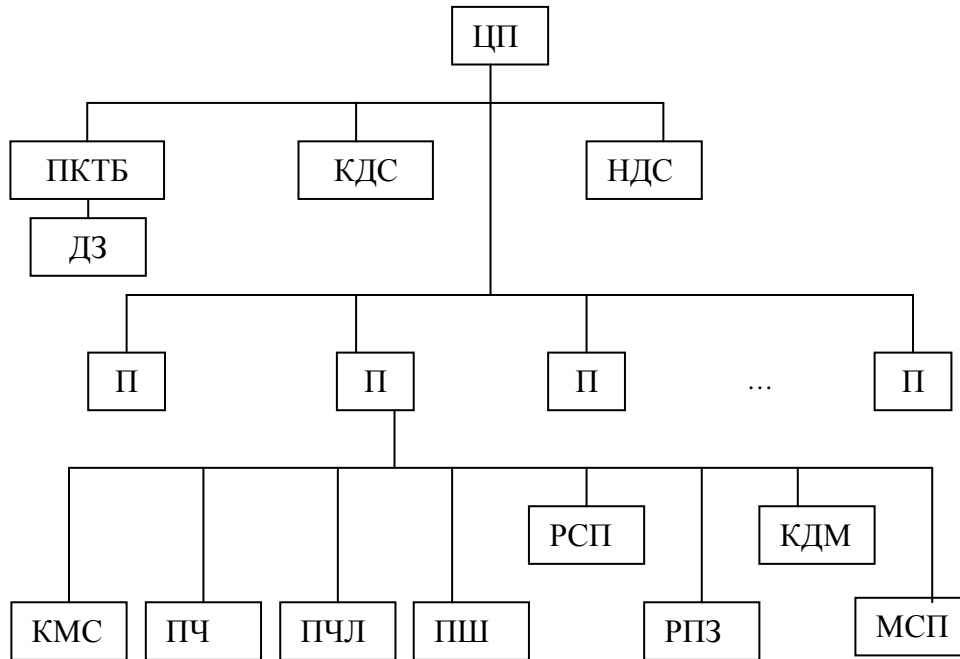 ЦП
ПКТБ КДС НДС
ДЗ
П П П ... П
РСП КДМ
КМС ПЧ ПЧЛ ПШ РПЗ МСП